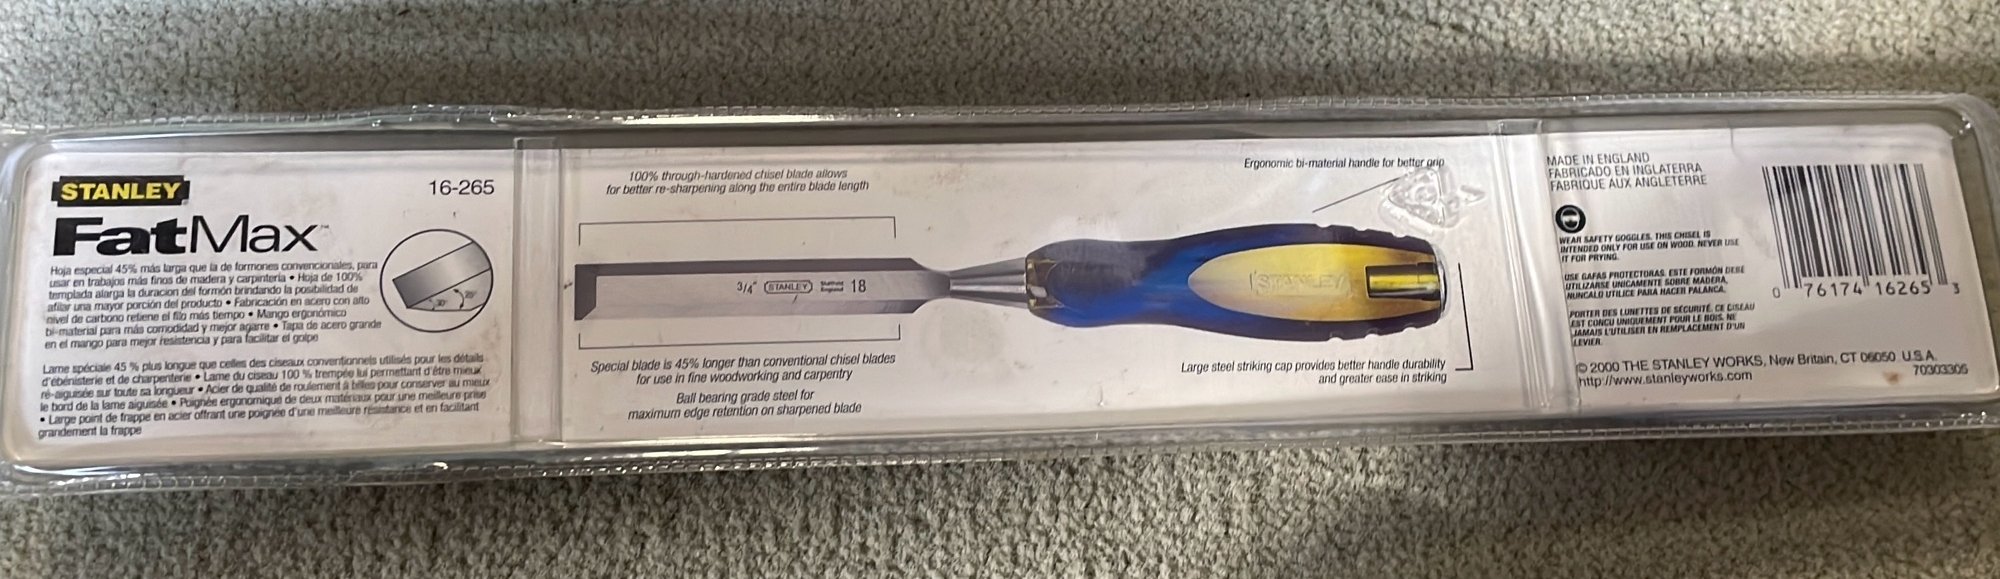 STANLEY
16-265
FatMax™
Hoja especial 45% más larga que la de formones convencionales, para
usar en trabajos más finos de madera y carpintería • Hoja de 100%
templada alarga la duracion del formón brindando la posibilidad de
afilar una mayor porción del producto • Fabricación en acero con alto
nivel de carbono retiene el filo más tiempo • Mango ergonómico
bi-material para más comodidad y mejor agarre • Tapa de acero grande
en el mango para mejor resistencia y para facilitar el golpe
30°
25°
Lame spéciale 45 % plus longue que celles des ciseaux conventionnels utilisés pour les détails
d'ébénisterie et de charpenterie • Lame du ciseau 100 % trempée lui permettant d'être mieux
ré-aiguisée sur toute sa longueur • Acier de qualité de roulement à billes pour conserver au mieux
le bord de la lame aiguisée • Poignée ergonomique de deux matériaux pour une meilleure prise
• Large point de frappe en acier offrant une poignée d'une meilleure résistance et en facilitant
grandement la frappe
100% through-hardened chisel blade allows
for better re-sharpening along the entire blade length
3/4" STANLEY Sheffield England 18
Special blade is 45% longer than conventional chisel blades
for use in fine woodworking and carpentry
Ball bearing grade steel for
maximum edge retention on sharpened blade
Ergonomic bi-material handle for better grip
STANLEY
Large steel striking cap provides better handle durability
and greater ease in striking
MADE IN ENGLAND
FABRICADO EN INGLATERRA
FABRIQUE AUX ANGLETERRE
WEAR SAFETY GOGGLES. THIS CHISEL IS
INTENDED ONLY FOR USE ON WOOD. NEVER USE
IT FOR PRYING.
USE GAFAS PROTECTORAS. ESTE FORMÓN DEBE
UTILIZARSE UNICAMENTE SOBRE MADERA,
NUNCALO UTILICE PARA HACER PALANCA.
PORTER DES LUNETTES DE SÉCURITÉ. CE CISEAU
EST CONCU UNIQUEMENT POUR LE BOIS. NE
JAMAIS L'UTILISER EN REMPLACEMENT D'UN
LEVIER.
0 76174 16265 3
© 2000 THE STANLEY WORKS, New Britain, CT 06050 U.S.A.
http://www.stanleyworks.com
70303305